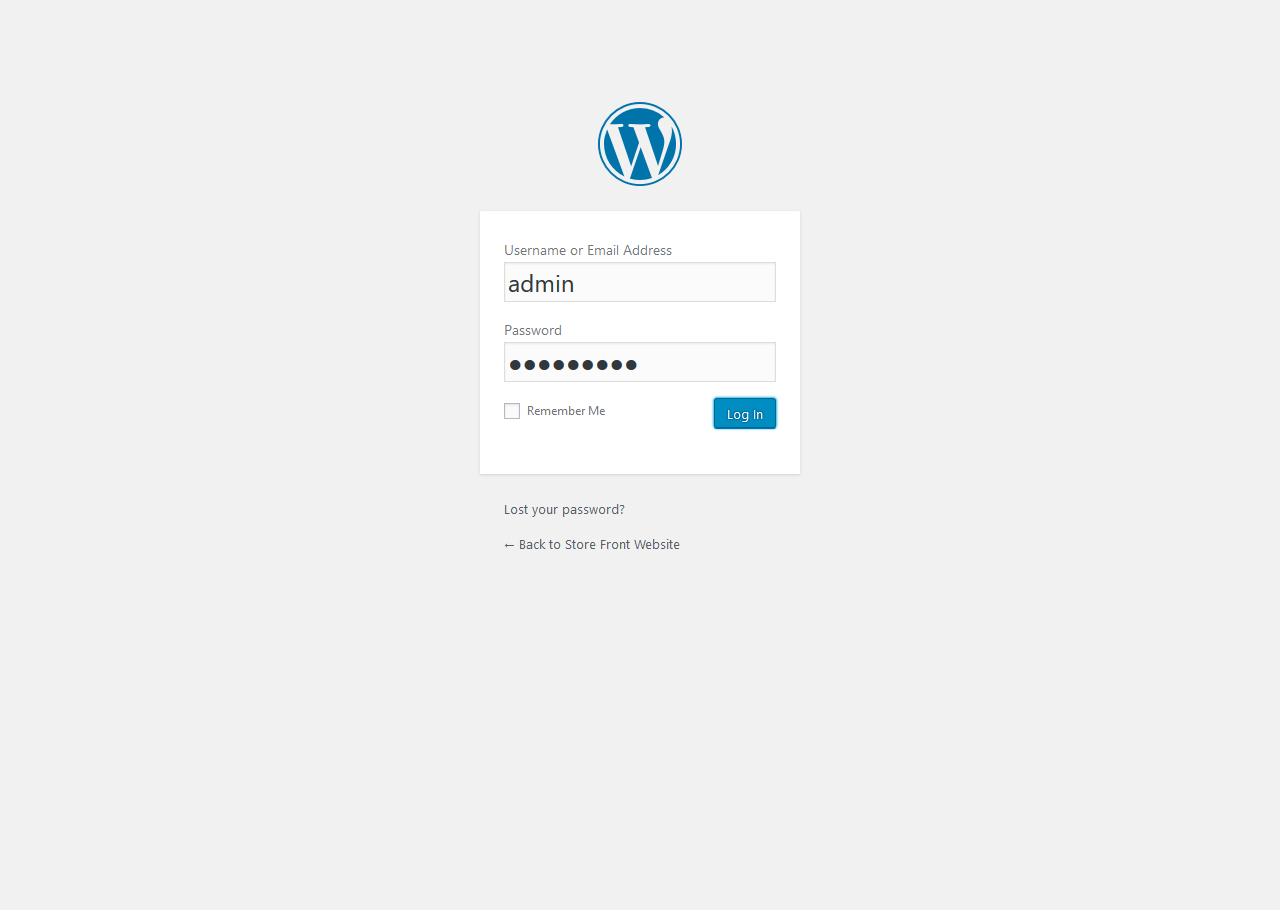 Username or Email Address
admin
Password
●●●●●●●●●
Remember Me
Log In
Lost your password?
← Back to Store Front Website